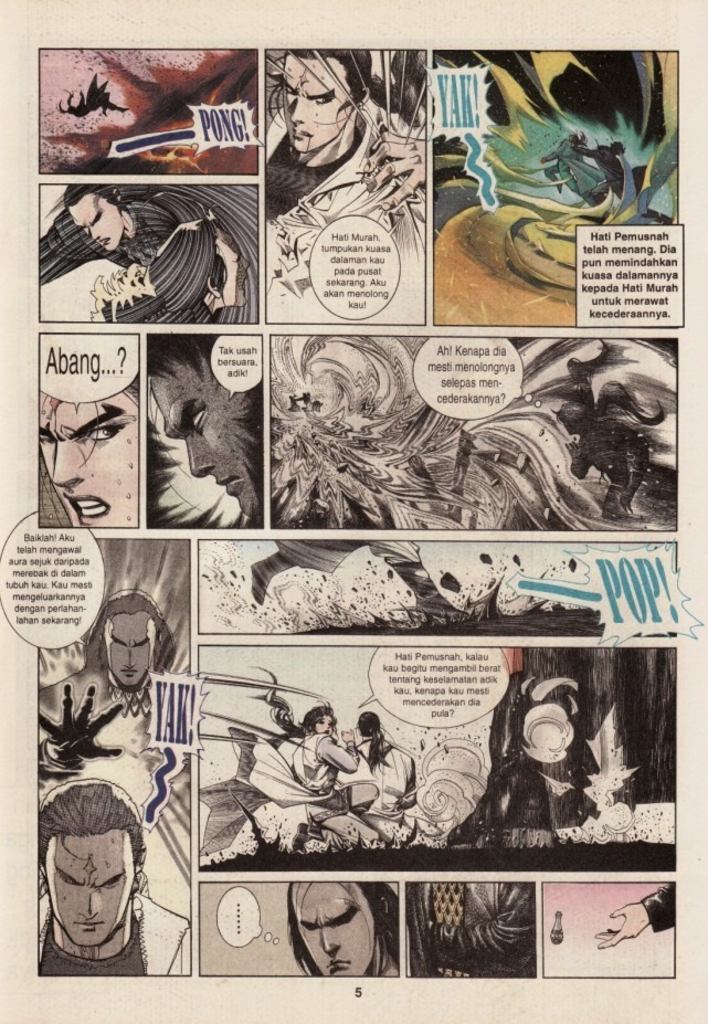 PONG!
Hati Murah,
tumpukan kuasa
dalaman kau
pada pusat
sekarang. Aku
akan menolong
kau!
YAK!
Hati Pemusnah
telah menang. Dia
pun memindahkan
kuasa dalamannya
kepada Hati Murah
untuk merawat
kecederaannya.
Abang...?
Tak usah
bersuara,
adik!
Ah! Kenapa dia
mesti menolongnya
selepas men-
cederakannya?
Baiklah! Aku
telah mengawal
aura sejuk daripada
merebak di dalam
tubuh kau. Kau mesti
mengeluarkannya
dengan perlahan-
lahan sekarang!
YAK!
POP!
Hati Pemusnah, kalau
kau begitu mengambil berat
tentang keselamatan adik
kau, kenapa kau mesti
mencederakan dia
pula?
......
5